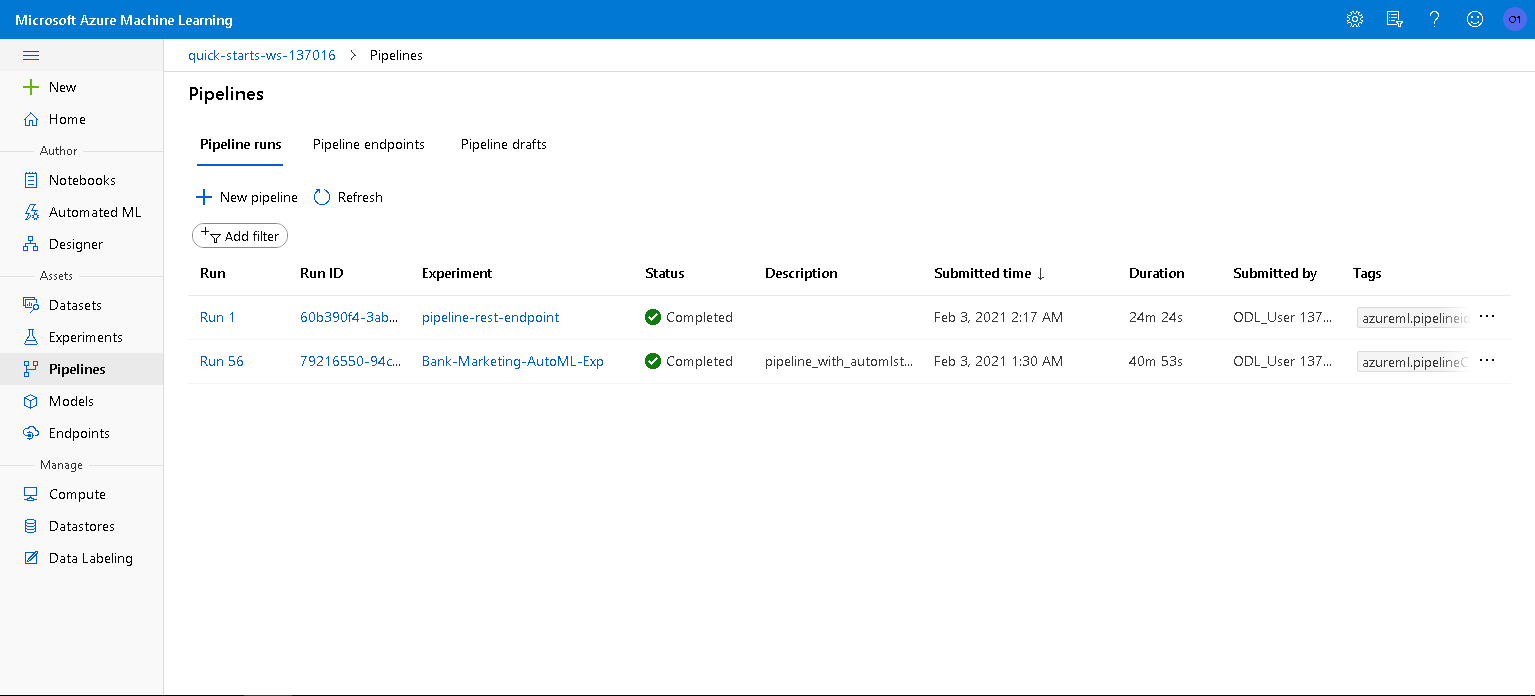 Microsoft Azure Machine Learning
01
quick-starts-ws-137016 > Pipelines
New
Home
Author
Notebooks
Automated ML
Designer
Assets
Datasets
Experiments
Pipelines
Models
Endpoints
Manage
Compute
Datastores
Data Labeling
Pipelines
Pipeline runs Pipeline endpoints Pipeline drafts
New pipeline Refresh
Add filter
Run Run ID Experiment Status Description Submitted time ↓ Duration Submitted by Tags
Run 1 60b390f4-3ab... pipeline-rest-endpoint Completed Feb 3, 2021 2:17 AM 24m 24s ODL_User 137... azureml.pipelineid ...
Run 56 79216550-94c... Bank-Marketing-AutoML-Exp Completed pipeline_with_automlst... Feb 3, 2021 1:30 AM 40m 53s ODL_User 137... azureml.pipelineC ...